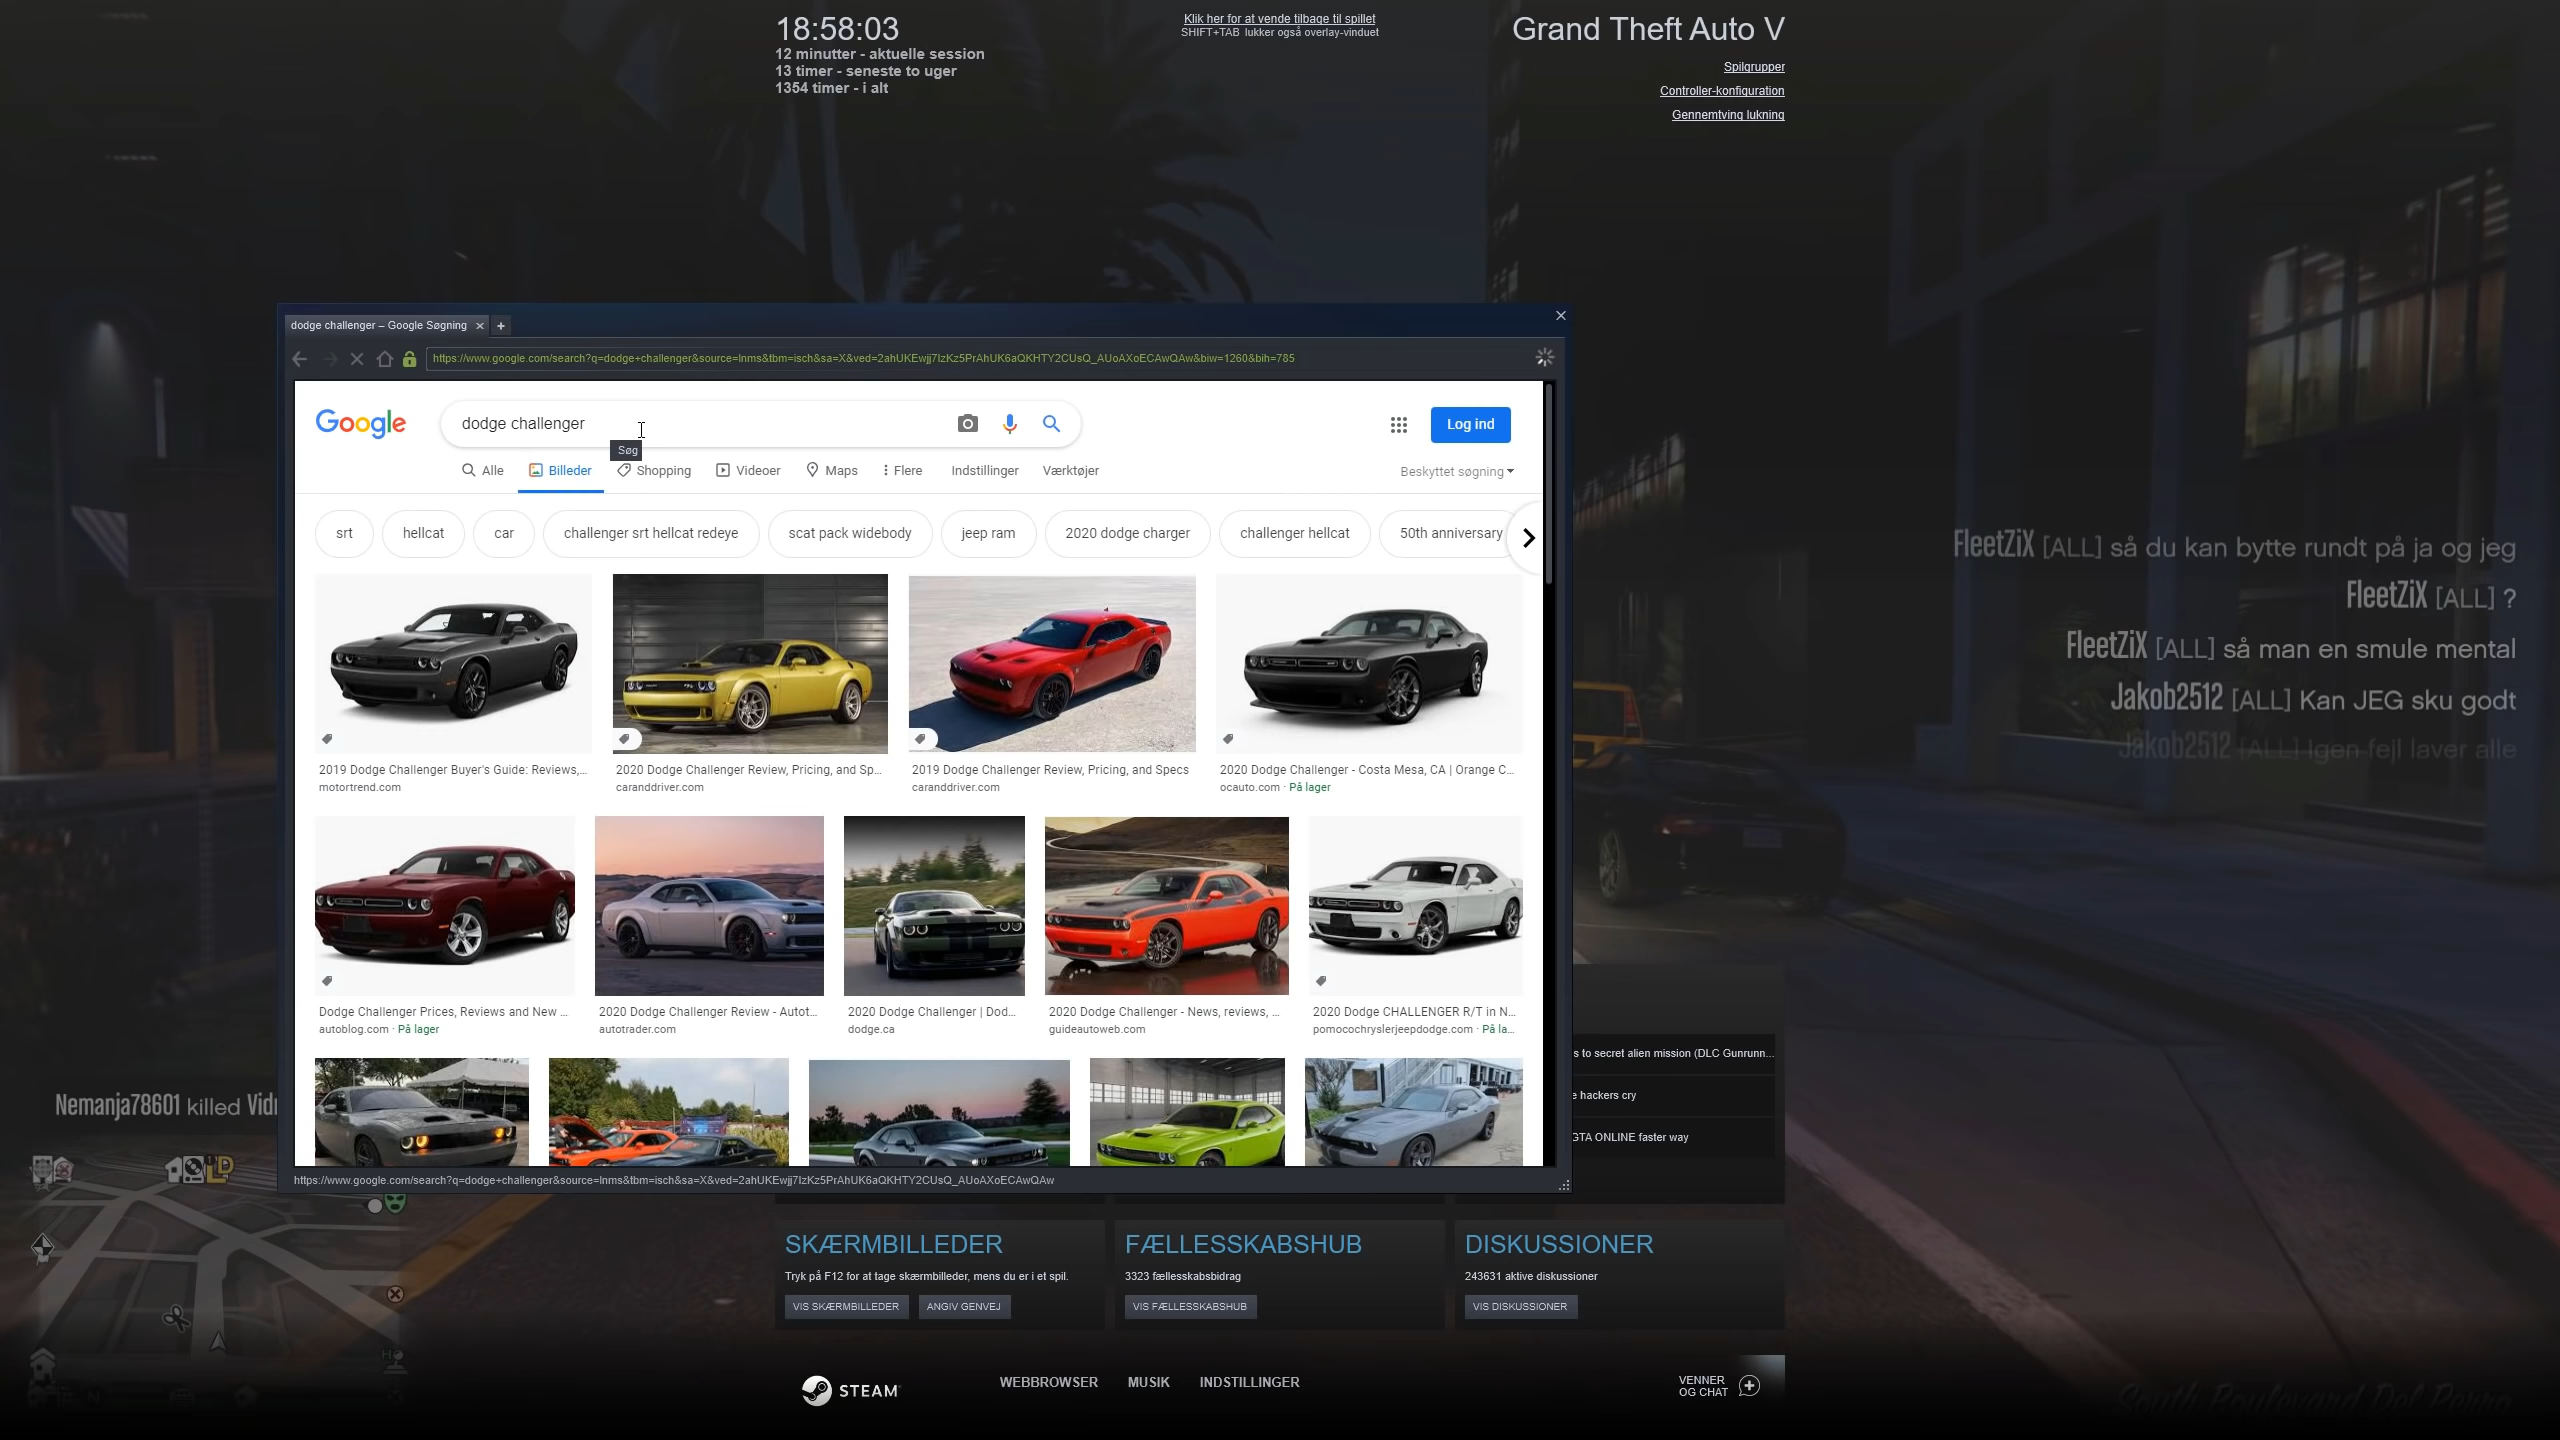 18:58:03
12 minutter - aktuelle session
13 timer - seneste to uger
1354 timer - i alt
Klik her for at vende tilbage til spillet
SHIFT+TAB lukker også overlay-vinduet
Grand Theft Auto V
Spilgrupper
Controller-konfiguration
Gennemtving lukning
dodge challenger – Google Søgning
https://www.google.com/search?q=dodge+challenger&source=lnms&tbm=isch&sa=X&ved=2ahUKEwjj7IzKz5PrAhUK6aQKHTY2CUsQ_AUoAXoECAwQAw&biw=1260&bih=785
Google
dodge challenger
Log ind
Søg
Alle Billeder Shopping Videoer Maps Flere Indstillinger Værktøjer
Beskyttet søgning
srt hellcat car challenger srt hellcat redeye scat pack widebody jeep ram 2020 dodge charger challenger hellcat 50th anniversary
2019 Dodge Challenger Buyer's Guide: Reviews,...
motortrend.com
2020 Dodge Challenger Review, Pricing, and Sp...
caranddriver.com
2019 Dodge Challenger Review, Pricing, and Specs
caranddriver.com
2020 Dodge Challenger - Costa Mesa, CA | Orange C...
ocauto.com · På lager
Dodge Challenger Prices, Reviews and New ...
autoblog.com · På lager
2020 Dodge Challenger Review - Autot...
autotrader.com
2020 Dodge Challenger | Dod...
dodge.ca
2020 Dodge Challenger - News, reviews, ...
guideautoweb.com
2020 Dodge CHALLENGER R/T in N...
pomocochryslerjeepdodge.com · På la...
https://www.google.com/search?q=dodge+challenger&source=lnms&tbm=isch&sa=X&ved=2ahUKEwjj7IzKz5PrAhUK6aQKHTY2CUsQ_AUoAXoECAwQAw
FleetZiX [ALL] så du kan bytte rundt på ja og jeg
FleetZiX [ALL] ?
FleetZiX [ALL] så man en smule mental
Jakob2512 [ALL] Kan JEG sku godt
Jakob2512 [ALL] Igen fejl laver alle
Nemanja78601 killed
s to secret alien mission (DLC Gunrunn...
e hackers cry
GTA ONLINE faster way
SKÆRMBILLEDER
Tryk på F12 for at tage skærmbilleder, mens du er i et spil.
VIS SKÆRMBILLEDER ANGIV GENVEJ
FÆLLESSKABSHUB
3323 fællesskabsbidrag
VIS FÆLLESSKABSHUB
DISKUSSIONER
243631 aktive diskussioner
VIS DISKUSSIONER
STEAM
WEBBROWSER MUSIK INDSTILLINGER
VENNER
OG CHAT
South Boulevard Del Perro